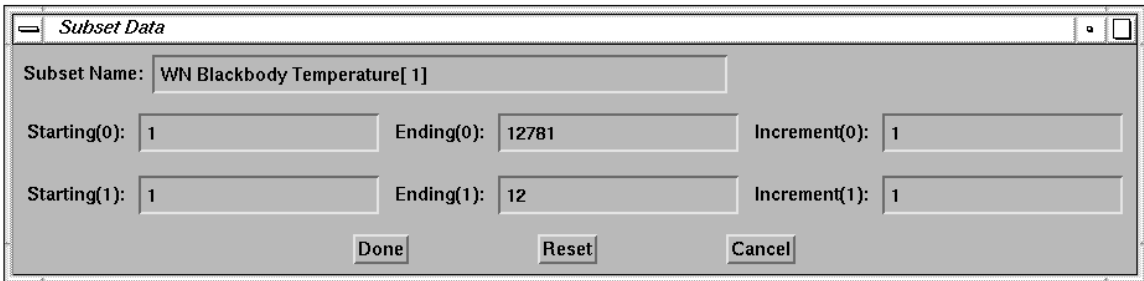 Subset Data
Subset Name: WN Blackbody Temperature[ 1]
Starting(0): 1 Ending(0): 12781 Increment(0): 1
Starting(1): 1 Ending(1): 12 Increment(1): 1
Done Reset Cancel